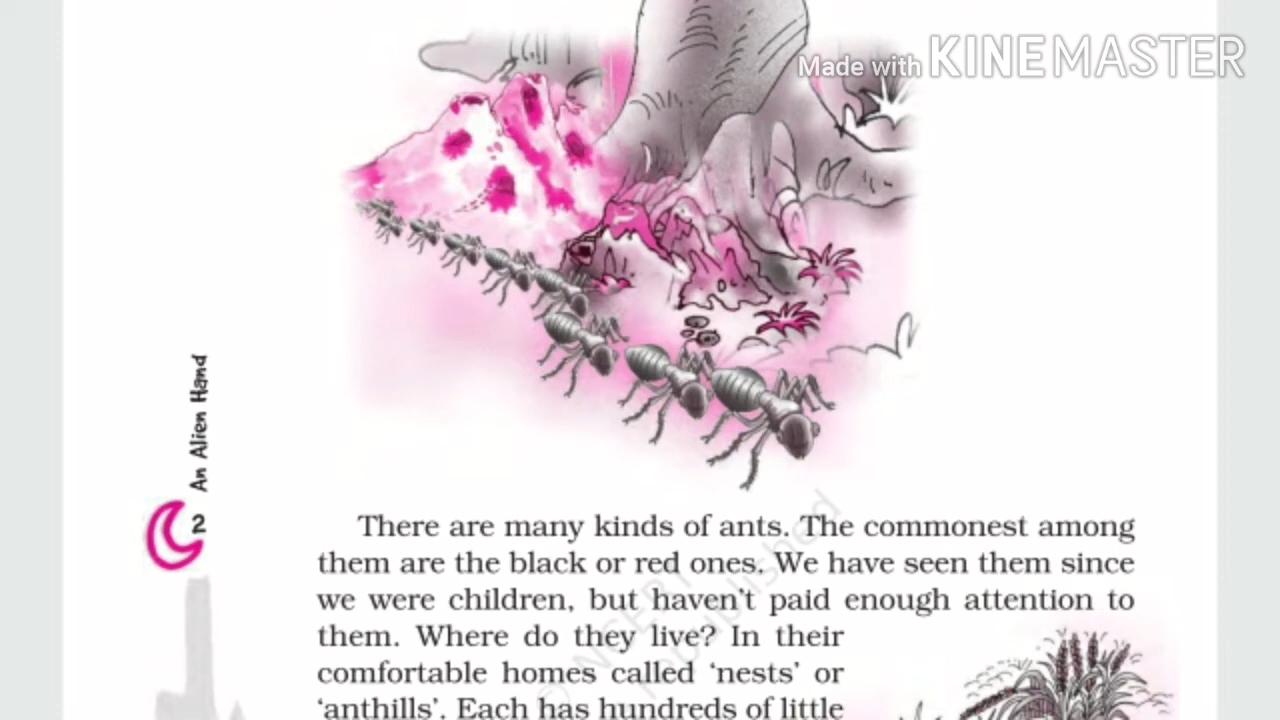 Made with KINEMASTER
An Alien Hand
2
There are many kinds of ants. The commonest among
them are the black or red ones. We have seen them since
we were children, but haven't paid enough attention to
them. Where do they live? In their
comfortable homes called 'nests' or
'anthills'. Each has hundreds of little
© NCERT
republished